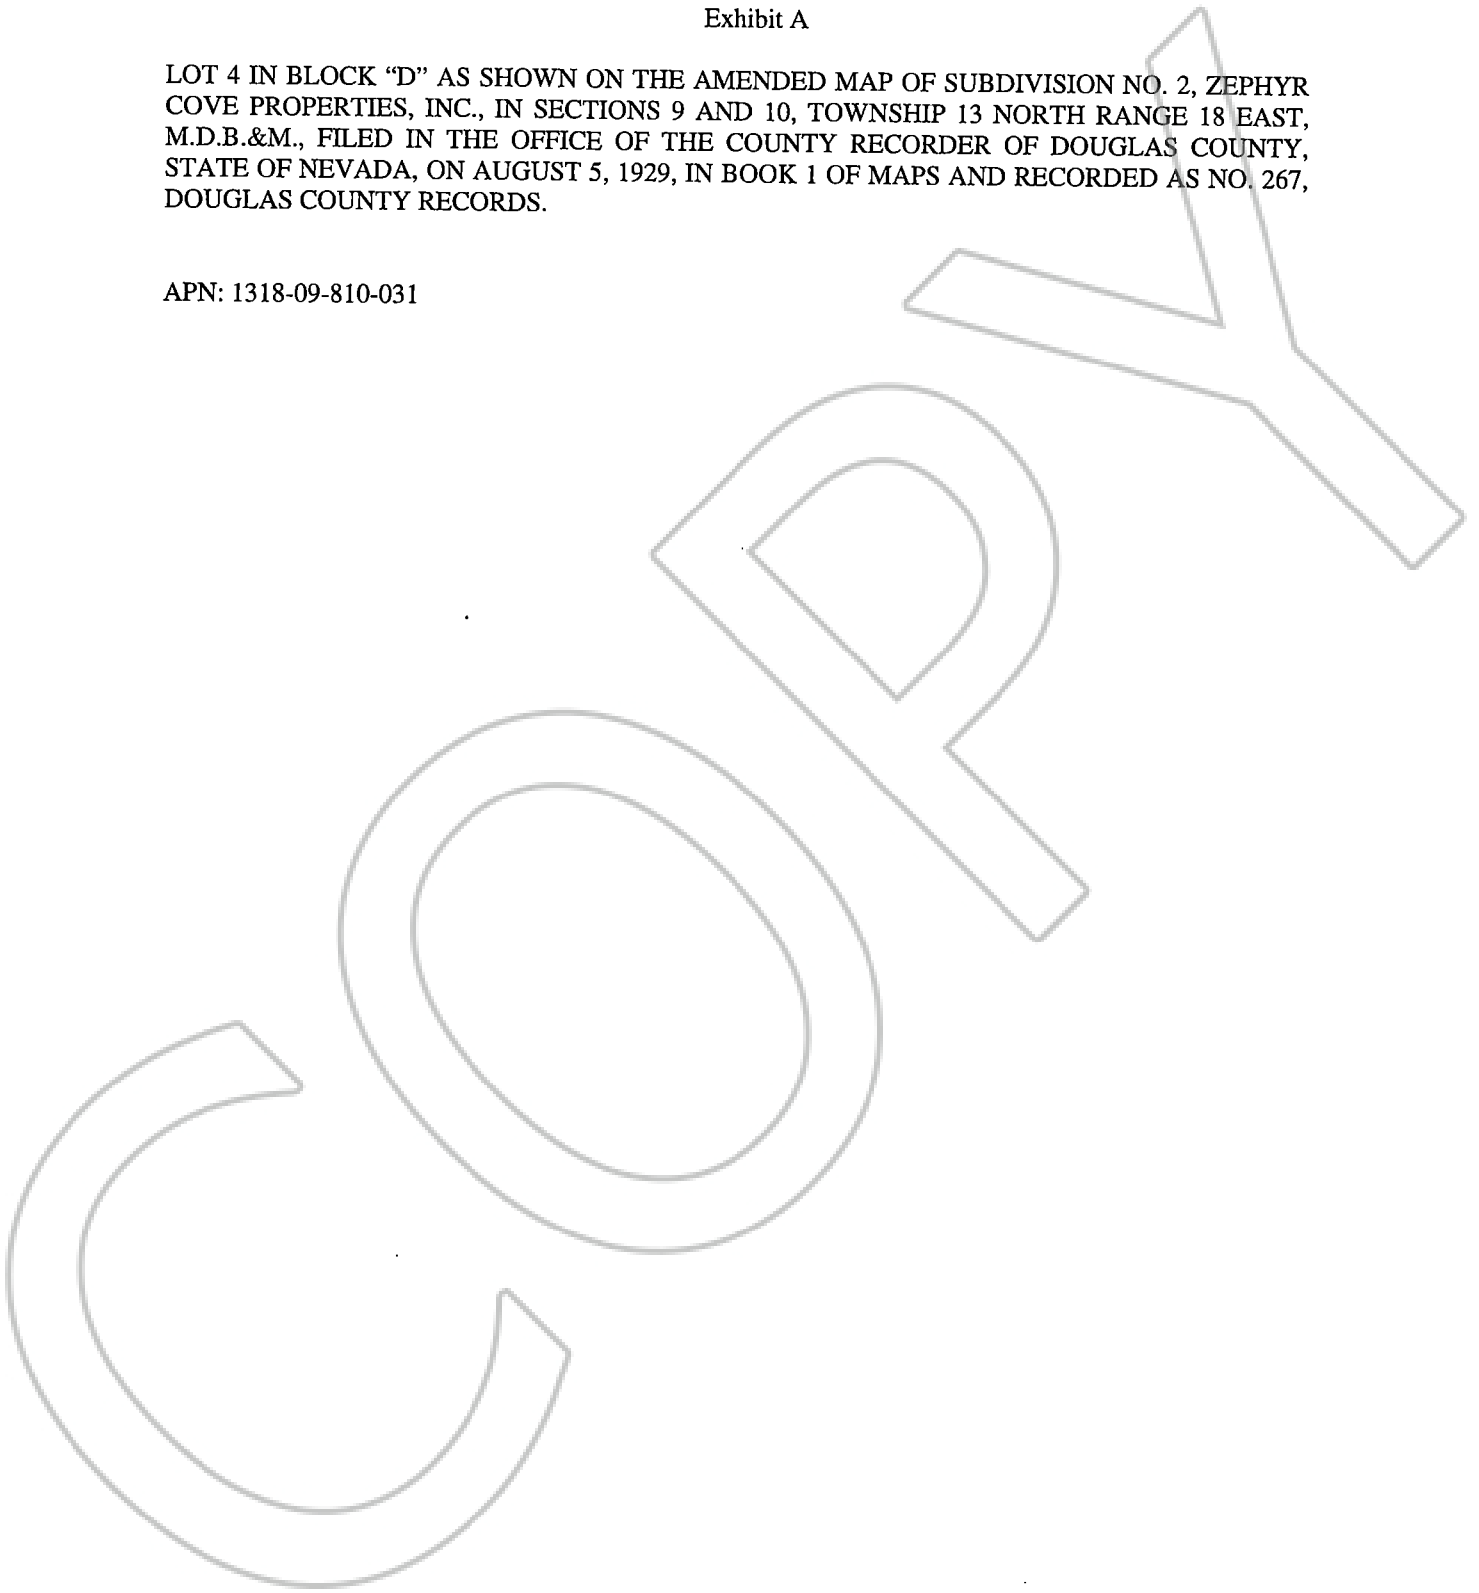 Exhibit A
LOT 4 IN BLOCK “D” AS SHOWN ON THE AMENDED MAP OF SUBDIVISION NO. 2, ZEPHYR
COVE PROPERTIES, INC., IN SECTIONS 9 AND 10, TOWNSHIP 13 NORTH RANGE 18 EAST,
M.D.B.&M., FILED IN THE OFFICE OF THE COUNTY RECORDER OF DOUGLAS COUNTY,
STATE OF NEVADA, ON AUGUST 5, 1929, IN BOOK 1 OF MAPS AND RECORDED AS NO. 267,
DOUGLAS COUNTY RECORDS.
APN: 1318-09-810-031
COPY